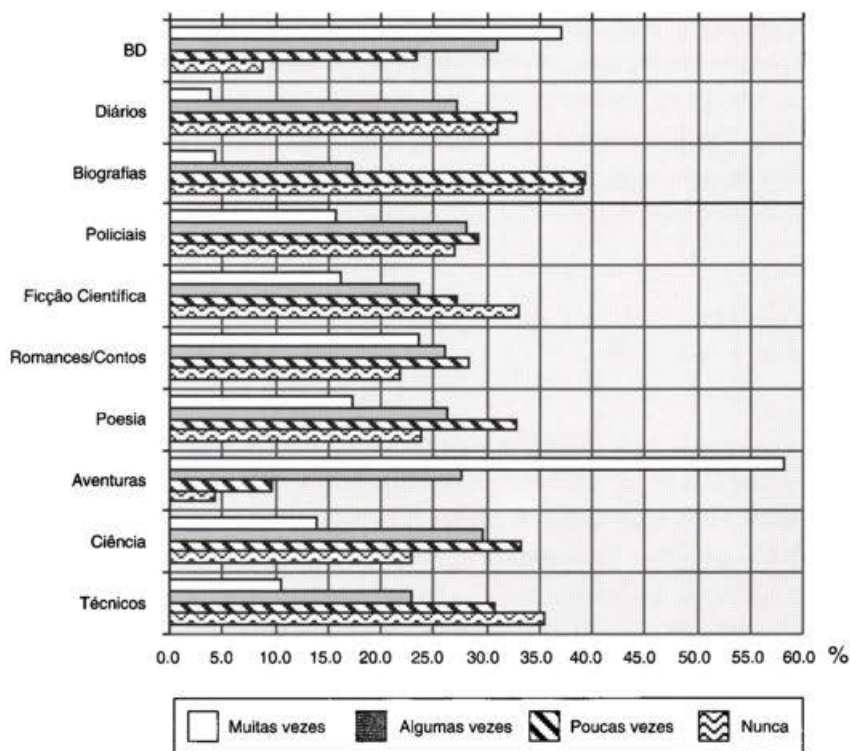 BD
Diários
Biografias
Policiais
Ficção Científica
Romances/Contos
Poesia
Aventuras
Ciência
Técnicos
0.0 5.0 10.0 15.0 20.0 25.0 30.0 35.0 40.0 45.0 50.0 55.0 60.0 %
Muitas vezes Algumas vezes Poucas vezes Nunca